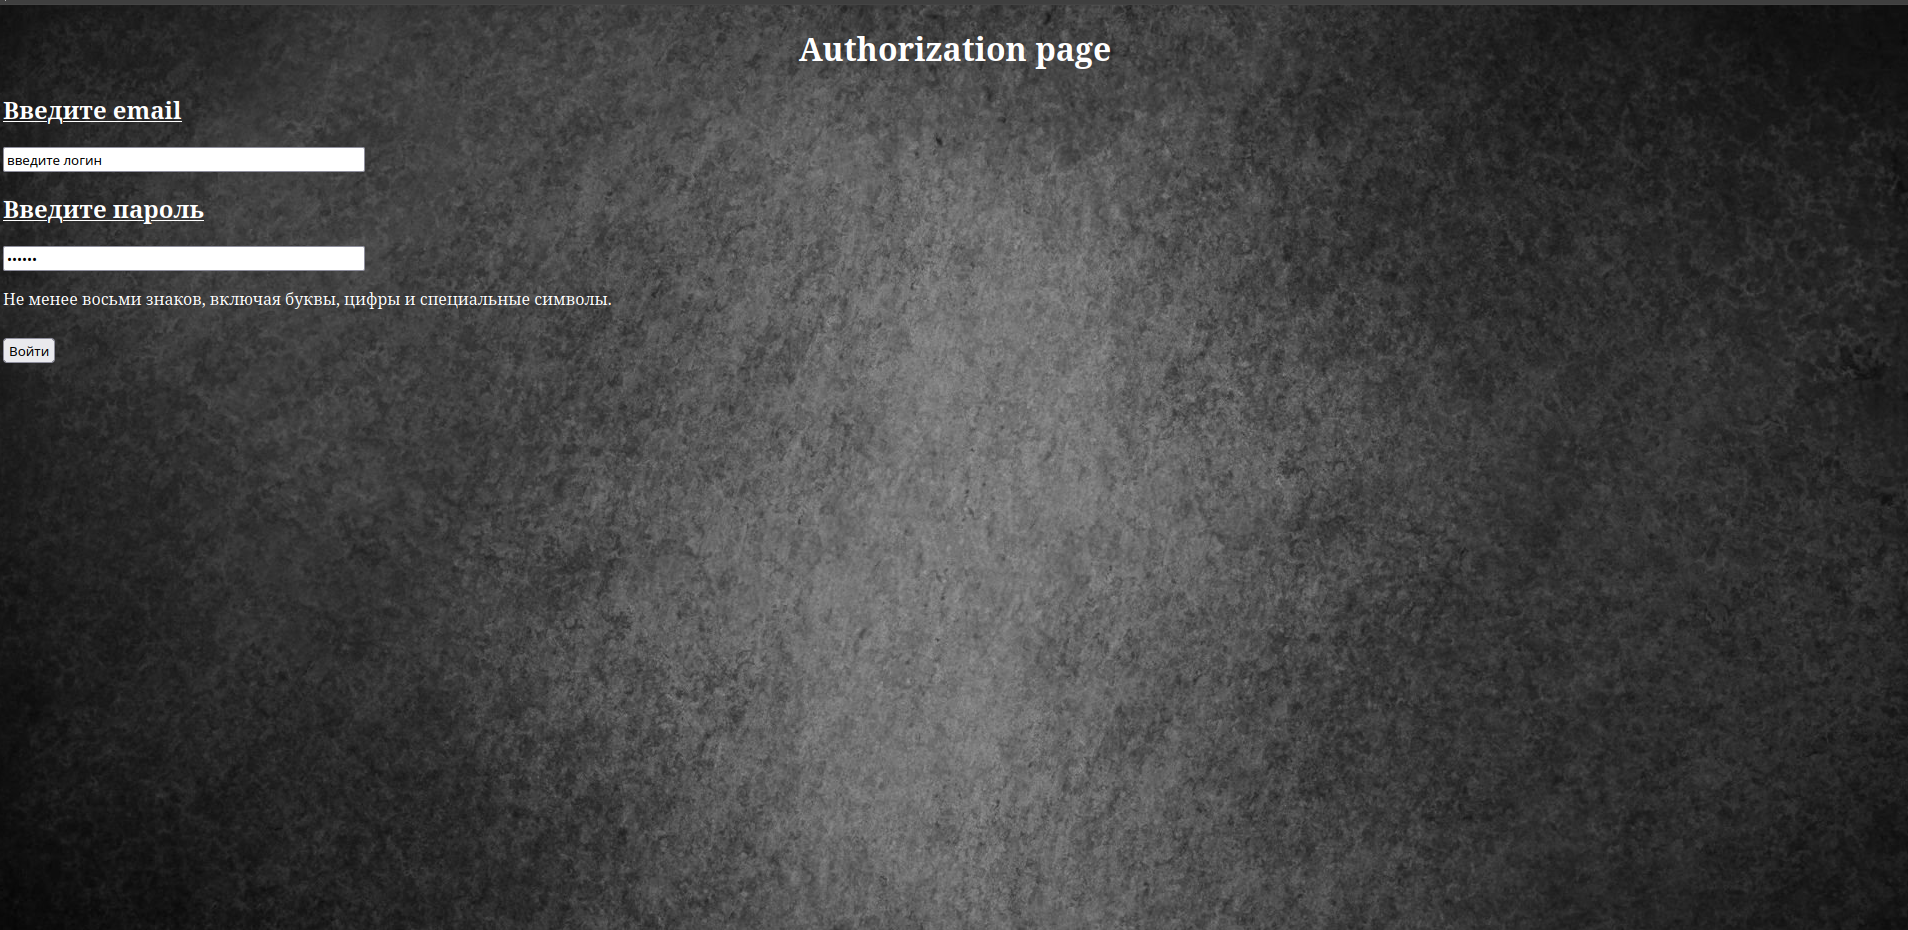 Authorization page
Введите email
введите логин
Введите пароль
••••••
Не менее восьми знаков, включая буквы, цифры и специальные символы.
Войти